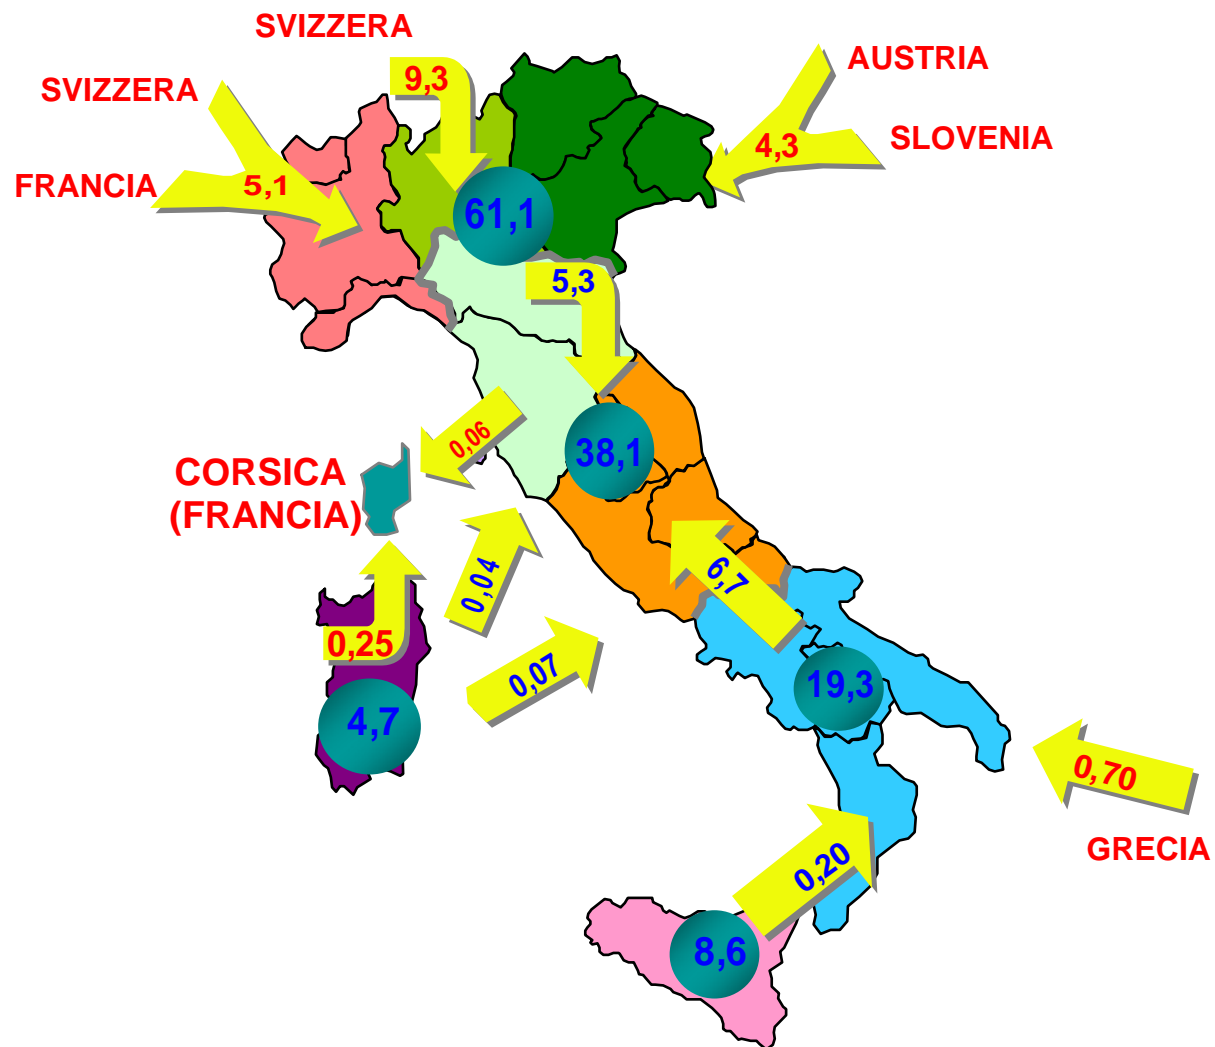 SVIZZERA
9,3
AUSTRIA
SVIZZERA
4,3
SLOVENIA
FRANCIA
5,1
61,1
5,3
0,06
38,1
CORSICA
(FRANCIA)
0,04
6,7
0,25
0,07
19,3
4,7
0,70
GRECIA
0,20
8,6